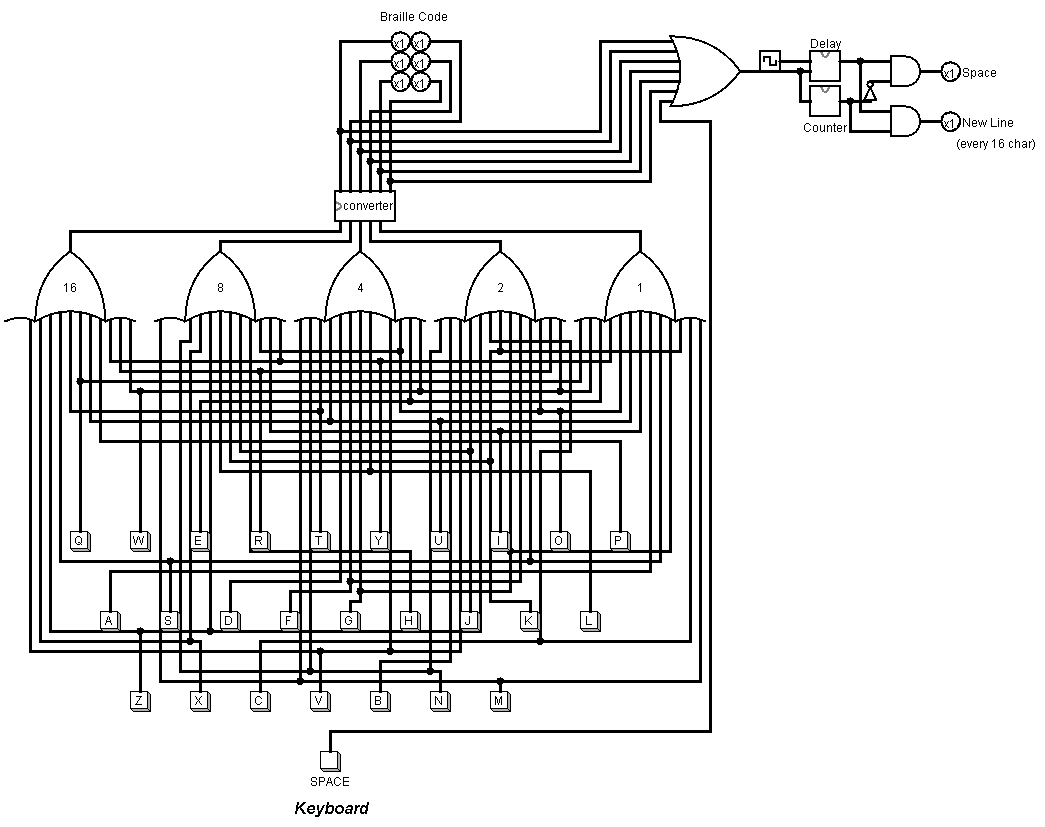 Braille Code
x1 x1
x1 x1
x1 x1
Delay
x1 Space
Counter
x1 New Line
(every 16 char)
converter
16 8 4 2 1
Q W E R T Y U I O P
A S D F G H J K L
Z X C V B N M
SPACE
Keyboard